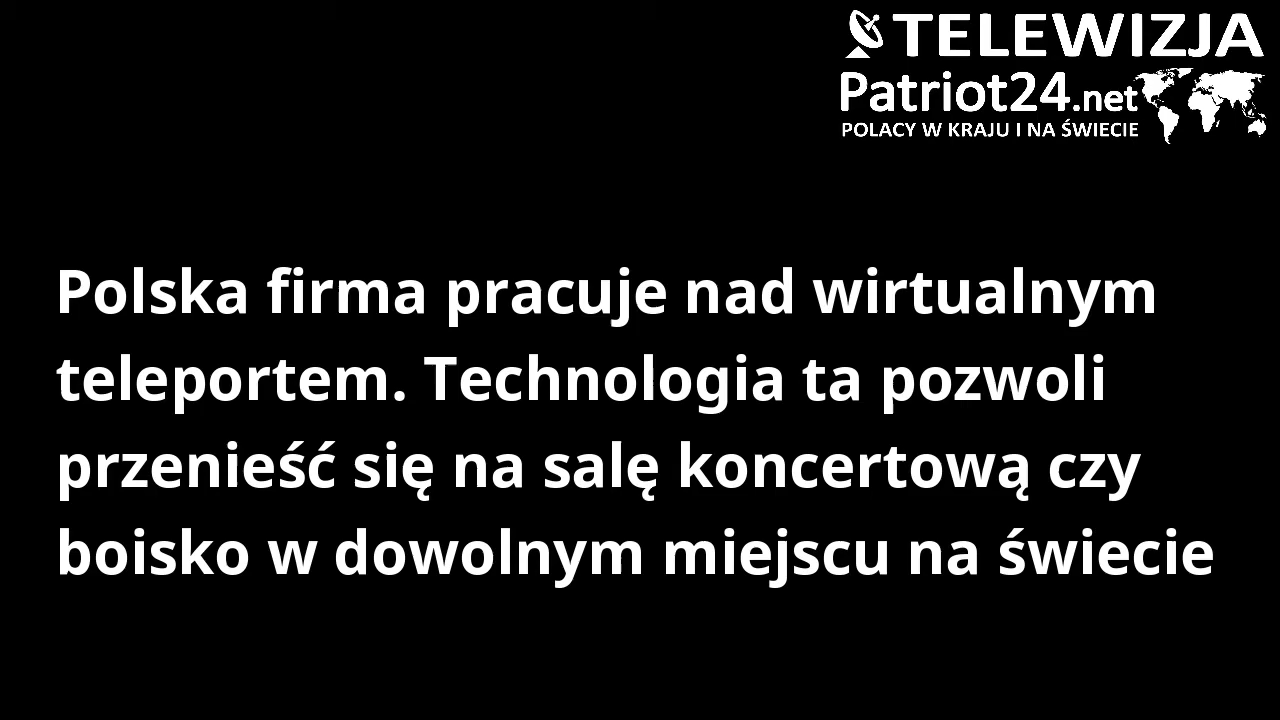 TELEWIZJA
Patriot24.net
POLACY W KRAJU I NA ŚWIECIE
Polska firma pracuje nad wirtualnym
teleportem. Technologia ta pozwoli
przenieść się na salę koncertową czy
boisko w dowolnym miejscu na świecie